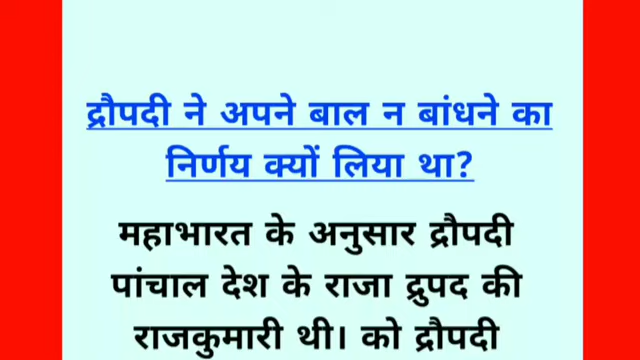 द्रौपदी ने अपने बाल न बांधने का
निर्णय क्यों लिया था?
महाभारत के अनुसार द्रौपदी
पांचाल देश के राजा द्रुपद की
राजकुमारी थी। को द्रौपदी